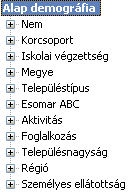 Alap demográfia
Nem
Korcsoport
Iskolai végzettség
Megye
Településtípus
Esomar ABC
Aktivitás
Foglalkozás
Településnagyság
Régió
Személyes ellátottság